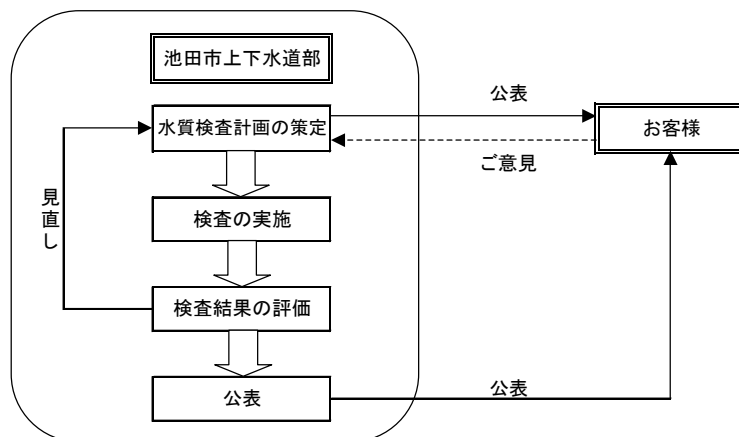 池田市上下水道部
水質検査計画の策定
公表
お客様
ご意見
見直し
検査の実施
検査結果の評価
公表
公表